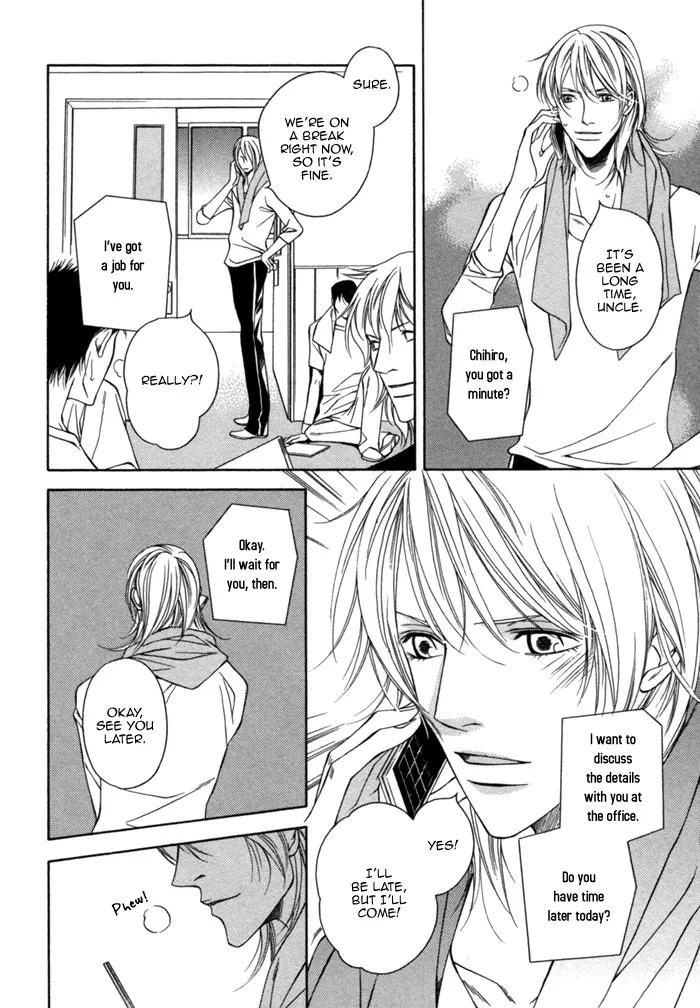 IT'S
BEEN A
LONG
TIME,
UNCLE.
Chihiro,
you got a
minute?
SURE.
WE'RE ON
A BREAK
RIGHT NOW,
SO IT'S
FINE.
I've got
a job for
you.
REALLY?!
I want to
discuss
the details
with you at
the office.
Do you
have time
later today?
YES!
I'LL
BE LATE,
BUT I'LL
COME!
Okay.
I'll wait for
you, then.
OKAY,
SEE YOU
LATER.
Phew!